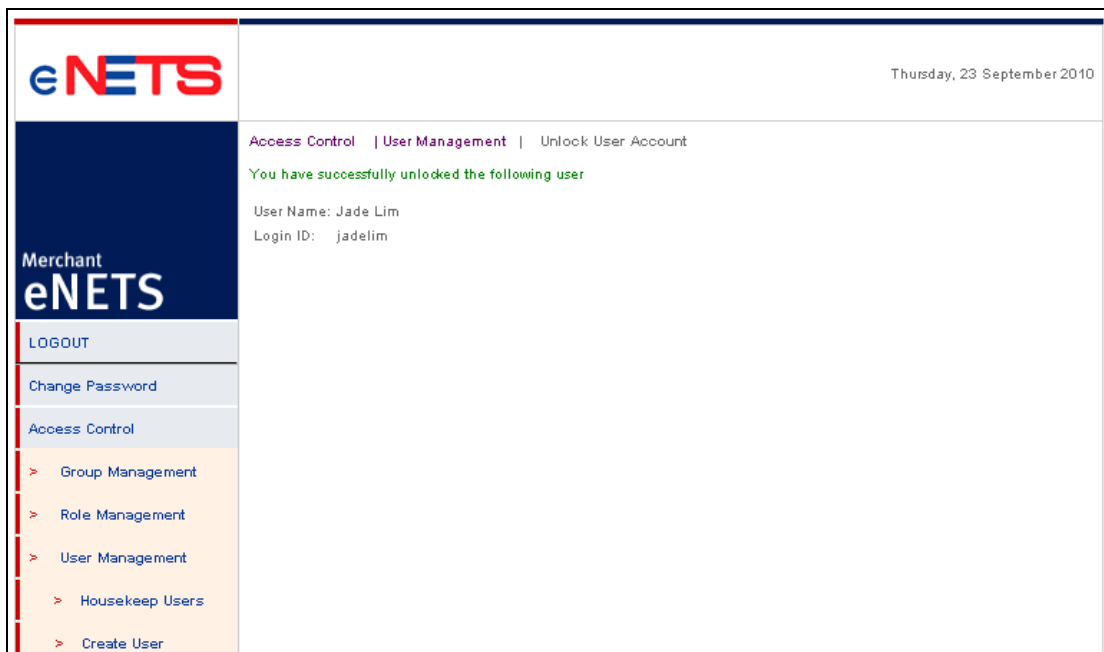 eNETS
Thursday, 23 September 2010
Access Control | User Management | Unlock User Account
You have successfully unlocked the following user
User Name: Jade Lim
Login ID: jadelim
Merchant
eNETS
LOGOUT
Change Password
Access Control
> Group Management
> Role Management
> User Management
> Housekeep Users
> Create User